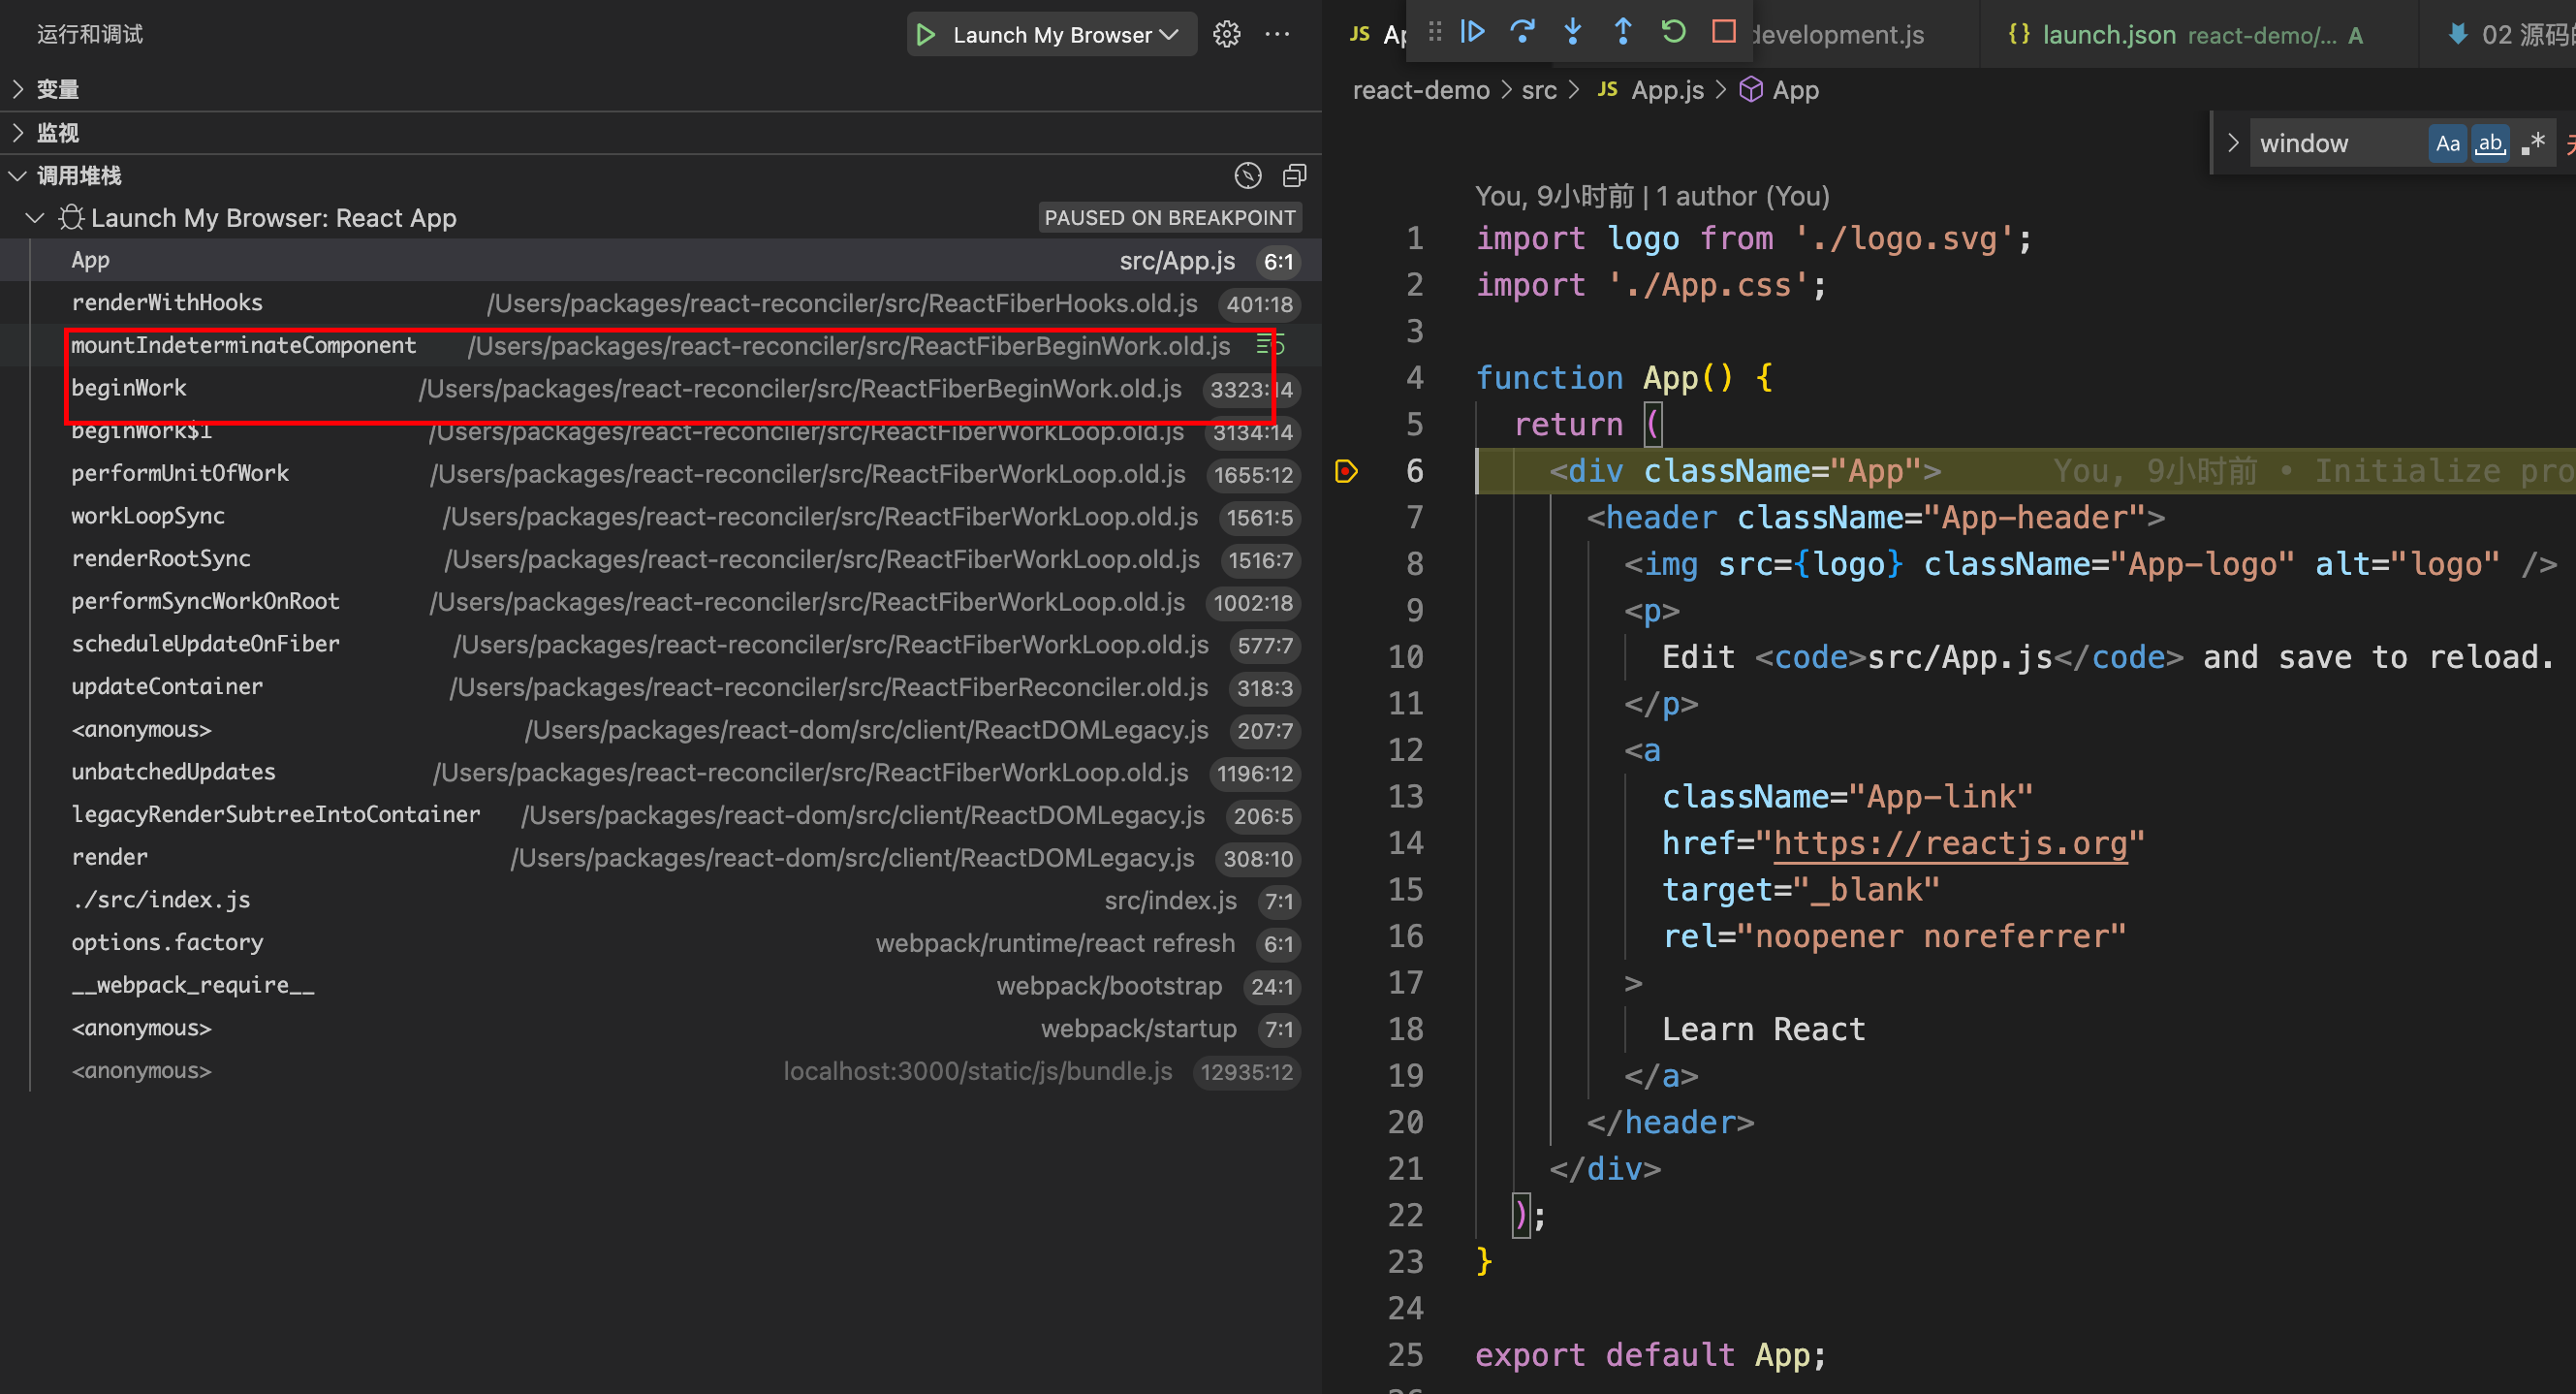 运行和调试
Launch My Browser
变量
监视
调用堆栈
Launch My Browser: React App PAUSED ON BREAKPOINT
App src/App.js 6:1
renderWithHooks /Users/packages/react-reconciler/src/ReactFiberHooks.old.js 401:18
mountIndeterminateComponent /Users/packages/react-reconciler/src/ReactFiberBeginWork.old.js
beginWork /Users/packages/react-reconciler/src/ReactFiberBeginWork.old.js 3323:14
beginWork$1 /Users/packages/react-reconciler/src/ReactFiberWorkLoop.old.js 3134:14
performUnitOfWork /Users/packages/react-reconciler/src/ReactFiberWorkLoop.old.js 1655:12
workLoopSync /Users/packages/react-reconciler/src/ReactFiberWorkLoop.old.js 1561:5
renderRootSync /Users/packages/react-reconciler/src/ReactFiberWorkLoop.old.js 1516:7
performSyncWorkOnRoot /Users/packages/react-reconciler/src/ReactFiberWorkLoop.old.js 1002:18
scheduleUpdateOnFiber /Users/packages/react-reconciler/src/ReactFiberWorkLoop.old.js 577:7
updateContainer /Users/packages/react-reconciler/src/ReactFiberReconciler.old.js 318:3
<anonymous> /Users/packages/react-dom/src/client/ReactDOMLegacy.js 207:7
unbatchedUpdates /Users/packages/react-reconciler/src/ReactFiberWorkLoop.old.js 1196:12
legacyRenderSubtreeIntoContainer /Users/packages/react-dom/src/client/ReactDOMLegacy.js 206:5
render /Users/packages/react-dom/src/client/ReactDOMLegacy.js 308:10
./src/index.js src/index.js 7:1
options.factory webpack/runtime/react refresh 6:1
__webpack_require__ webpack/bootstrap 24:1
<anonymous> webpack/startup 7:1
<anonymous> localhost:3000/static/js/bundle.js 12935:12
JS Ap development.js {} launch.json react-demo/... A 02 源码的
react-demo > src > JS App.js > App
window Aa ab .*
You, 9小时前 | 1 author (You)
1 import logo from './logo.svg';
2 import './App.css';
3
4 function App() {
5 return (
6 <div className="App"> You, 9小时前 • Initialize pro
7 <header className="App-header">
8 <img src={logo} className="App-logo" alt="logo" />
9 <p>
10 Edit <code>src/App.js</code> and save to reload.
11 </p>
12 <a
13 className="App-link"
14 href="https://reactjs.org"
15 target="_blank"
16 rel="noopener noreferrer"
17 >
18 Learn React
19 </a>
20 </header>
21 </div>
22 );
23 }
24
25 export default App;